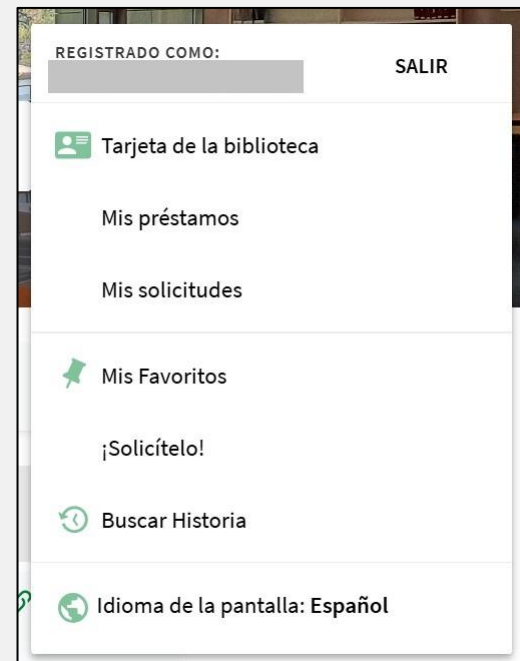 REGISTRADO COMO:
SALIR
Tarjeta de la biblioteca
Mis préstamos
Mis solicitudes
Mis Favoritos
¡Solicítelo!
Buscar Historia
Idioma de la pantalla: Español